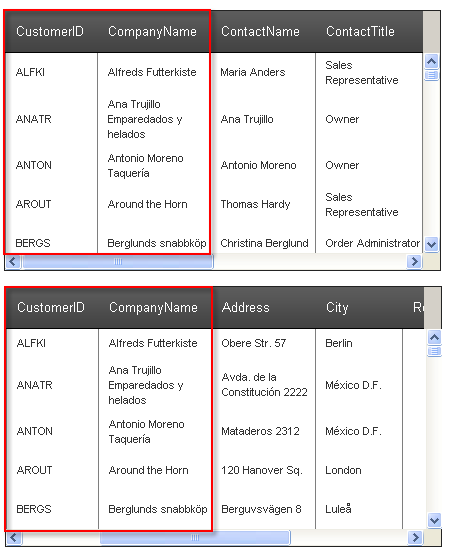 CustomerID CompanyName ContactName ContactTitle
ALFKI Alfreds Futterkiste Maria Anders Sales
Representative
Ana Trujillo
ANATR Emparedados y Ana Trujillo Owner
helados
ANTON Antonio Moreno Antonio Moreno Owner
Taquería
AROUT Around the Horn Thomas Hardy Sales
Representative
BERGS Berglunds snabbköp Christina Berglund Order Administrator
CustomerID CompanyName Address City Re
ALFKI Alfreds Futterkiste Obere Str. 57 Berlin
Ana Trujillo
ANATR Emparedados y Avda. de la México D.F.
helados Constitución 2222
ANTON Antonio Moreno Mataderos 2312 México D.F.
Taquería
AROUT Around the Horn 120 Hanover Sq. London
BERGS Berglunds snabbköp Berguvsvägen 8 Luleå